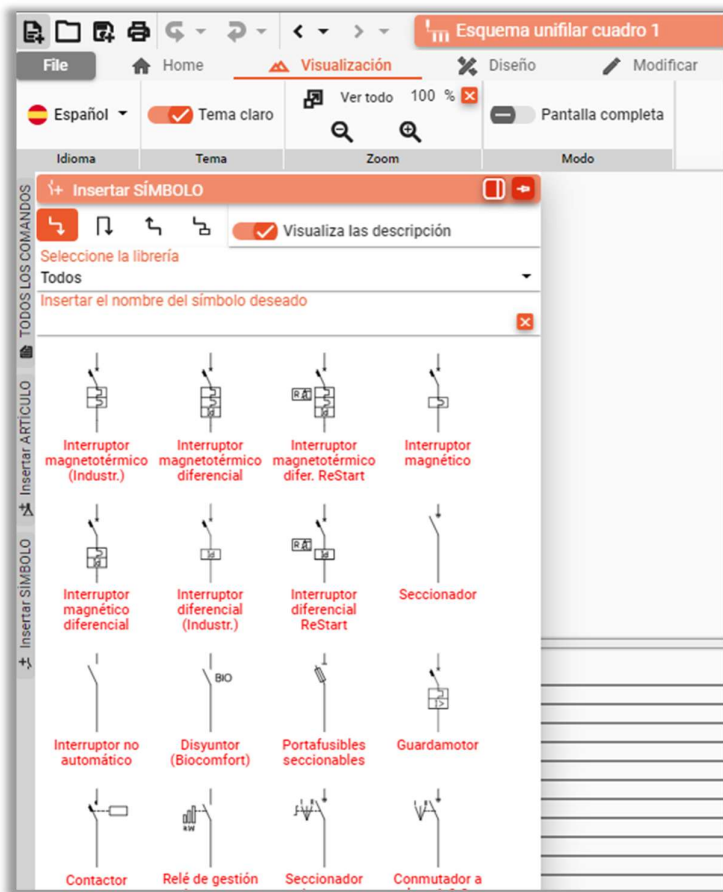 Esquema unifilar cuadro 1
File Home Visualización Diseño Modificar
Español Tema claro Ver todo 100 % Pantalla completa
Idioma Tema Zoom Modo
TODOS LOS COMANDOS
Insertar ARTÍCULO
Insertar SÍMBOLO
Insertar SÍMBOLO
Visualiza las descripción
Seleccione la librería
Todos
Insertar el nombre del símbolo deseado
Interruptor magnetotérmico (Industr.)
Interruptor magnetotérmico diferencial
Interruptor magnetotérmico difer. ReStart
Interruptor magnético
Interruptor magnético diferencial
Interruptor diferencial (Industr.)
Interruptor diferencial ReStart
Seccionador
BIO
Interruptor no automático
Disyuntor (Biocomfort)
Portafusibles seccionables
Guardamotor
KW
Contactor
Relé de gestión
Seccionador
Conmutador a